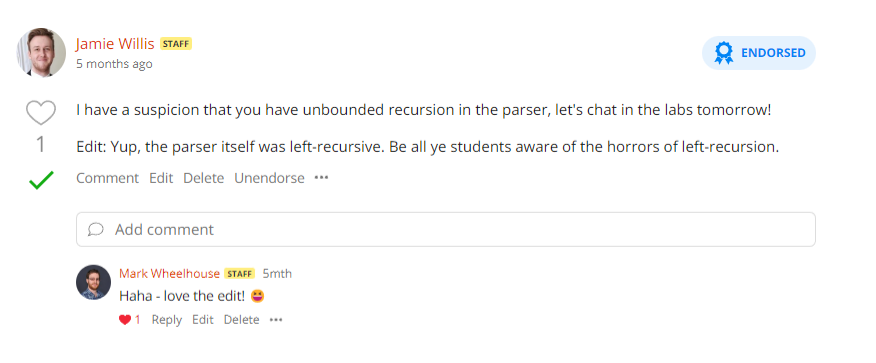 Jamie Willis STAFF
5 months ago
ENDORSED
I have a suspicion that you have unbounded recursion in the parser, let's chat in the labs tomorrow!
1
Edit: Yup, the parser itself was left-recursive. Be all ye students aware of the horrors of left-recursion.
Comment Edit Delete Unendorse •••
Add comment
Mark Wheelhouse STAFF 5mth
Haha - love the edit! 😆
1 Reply Edit Delete •••